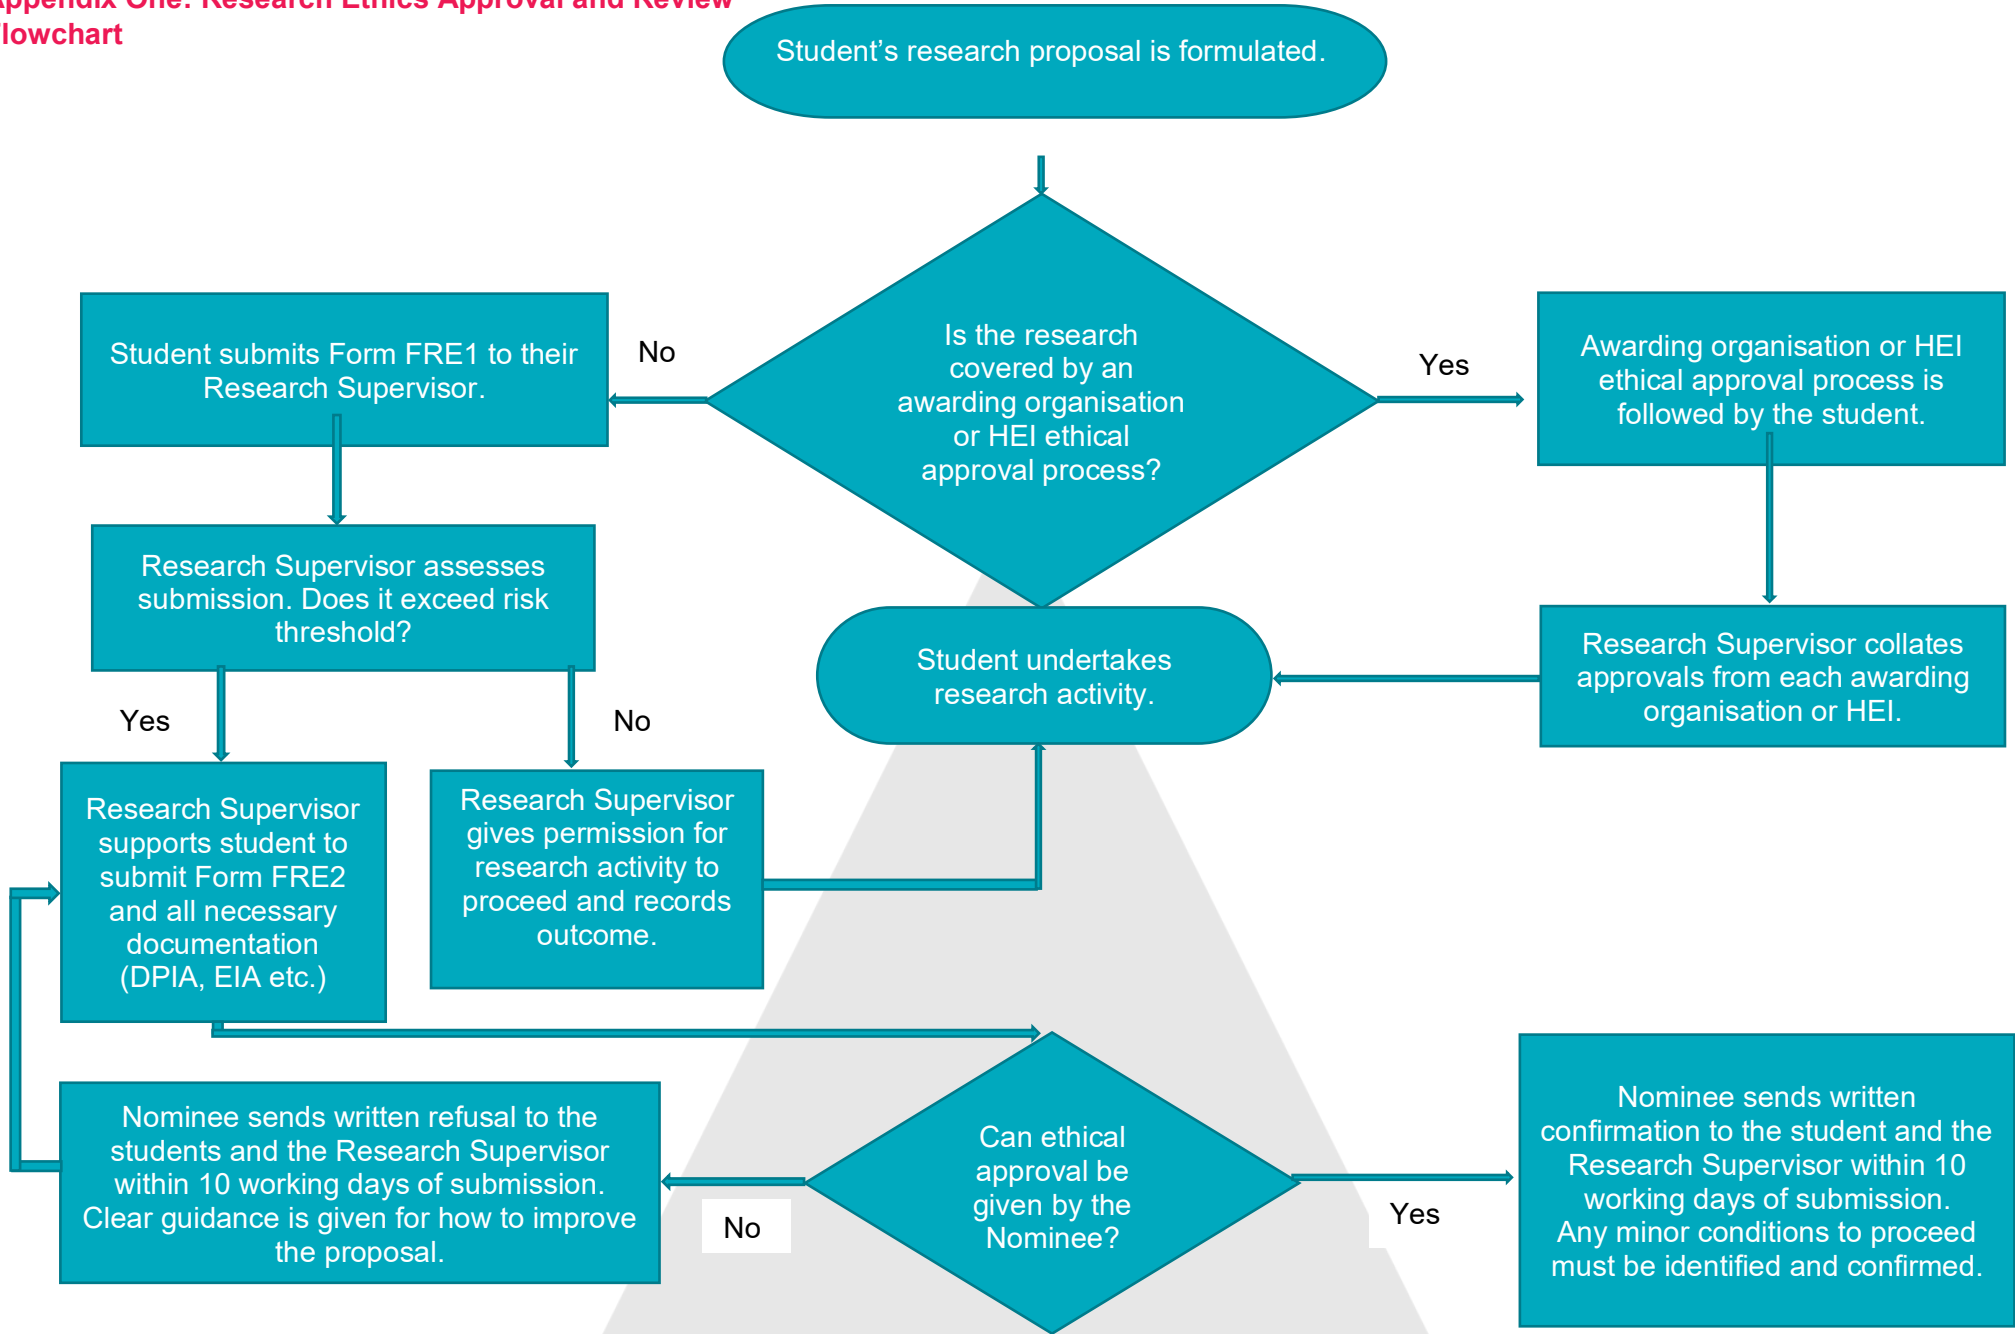 Appendix One: Research Ethics Approval and Review
Flowchart
Student’s research proposal is formulated.
Is the research
covered by an
awarding organisation
or HEI ethical
approval process?
No
Yes
Student submits Form FRE1 to their
Research Supervisor.
Awarding organisation or HEI
ethical approval process is
followed by the student.
Research Supervisor assesses
submission. Does it exceed risk
threshold?
Student undertakes
research activity.
Research Supervisor collates
approvals from each awarding
organisation or HEI.
Yes
No
Research Supervisor
supports student to
submit Form FRE2
and all necessary
documentation
(DPIA, EIA etc.)
Research Supervisor
gives permission for
research activity to
proceed and records
outcome.
Nominee sends written refusal to the
students and the Research Supervisor
within 10 working days of submission.
Clear guidance is given for how to improve
the proposal.
No
Can ethical
approval be
given by the
Nominee?
Yes
Nominee sends written
confirmation to the student and the
Research Supervisor within 10
working days of submission.
Any minor conditions to proceed
must be identified and confirmed.